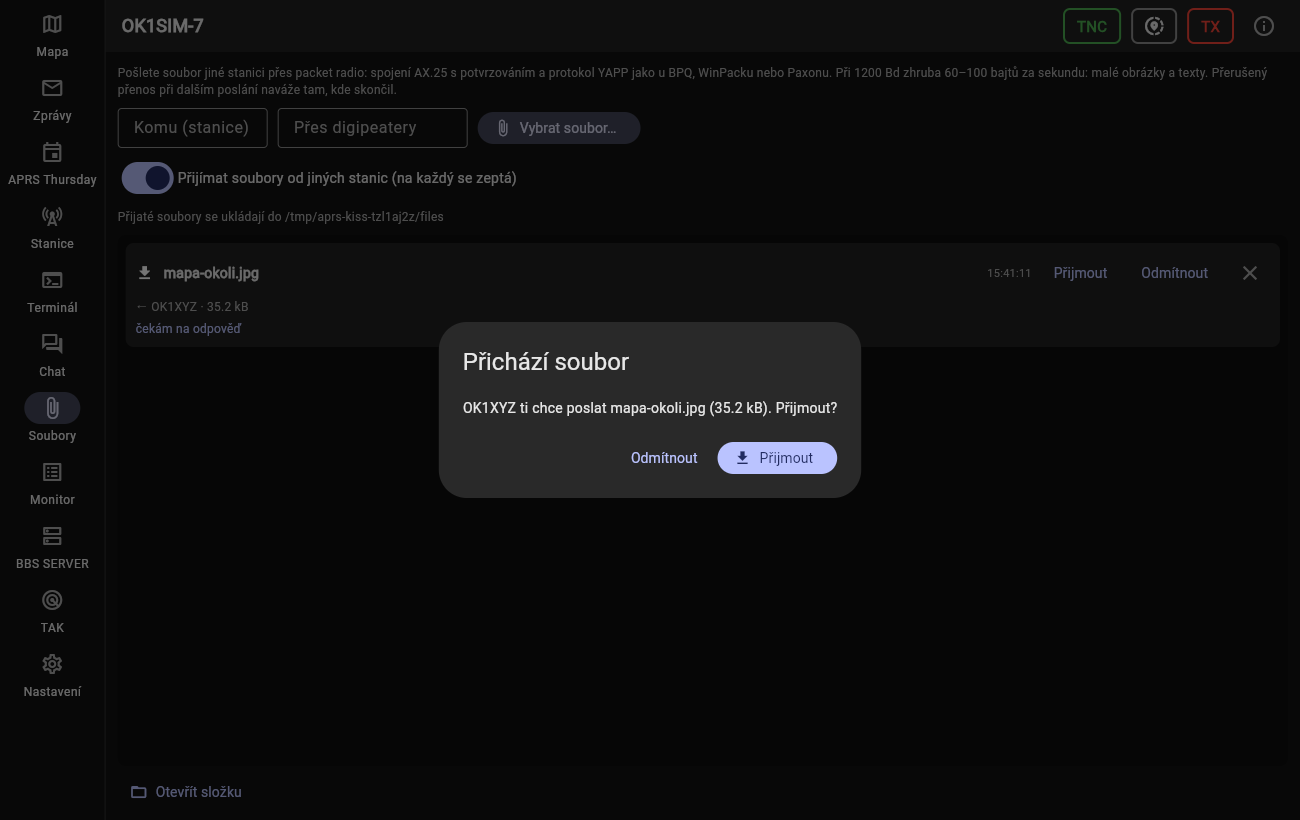 OK1SIM-7
TNC
TX
Mapa
Zprávy
APRS Thursday
Stanice
Terminál
Chat
Soubory
Monitor
BBS SERVER
TAK
Nastavení
Pošlete soubor jiné stanici přes packet radio: spojení AX.25 s potvrzováním a protokol YAPP jako u BPQ, WinPacku nebo Paxonu. Při 1200 Bd zhruba 60–100 bajtů za sekundu: malé obrázky a texty. Přerušený
přenos při dalším poslání naváže tam, kde skončil.
Komu (stanice)
Přes digipeatery
Vybrat soubor…
Přijímat soubory od jiných stanic (na každý se zeptá)
Přijaté soubory se ukládají do /tmp/aprs-kiss-tzl1aj2z/files
mapa-okoli.jpg
15:41:11
Přijmout
Odmítnout
← OK1XYZ · 35.2 kB
čekám na odpověď
Přichází soubor
OK1XYZ ti chce poslat mapa-okoli.jpg (35.2 kB). Přijmout?
Odmítnout
Přijmout
Otevřít složku